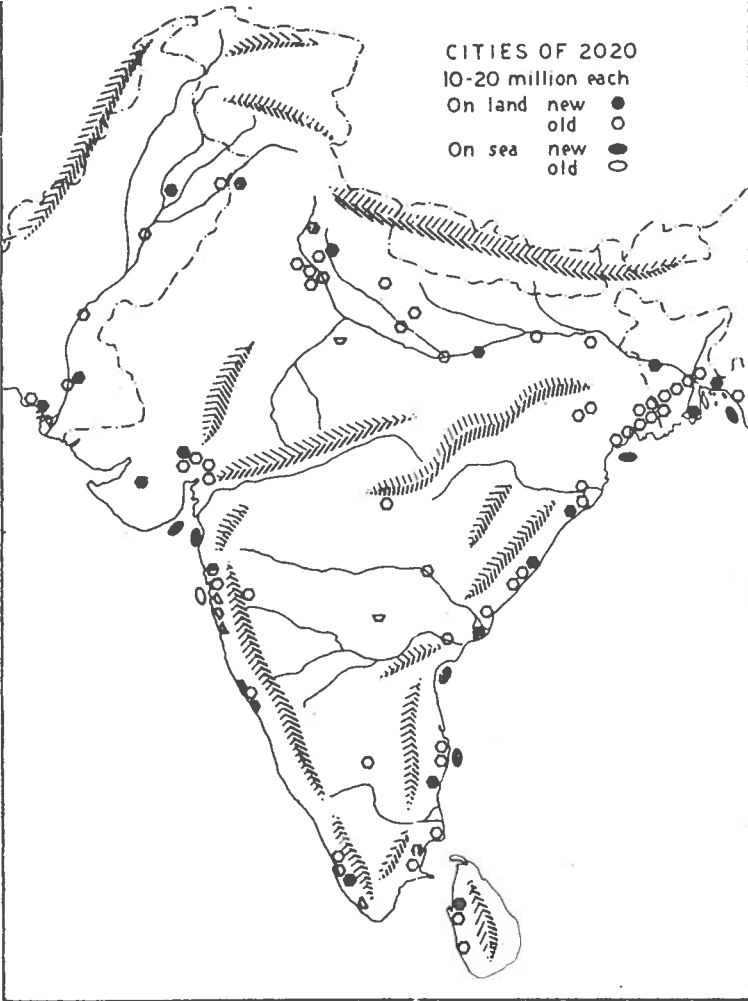 CITIES OF 2020
10-20 million each
On land new
old
On sea new
old